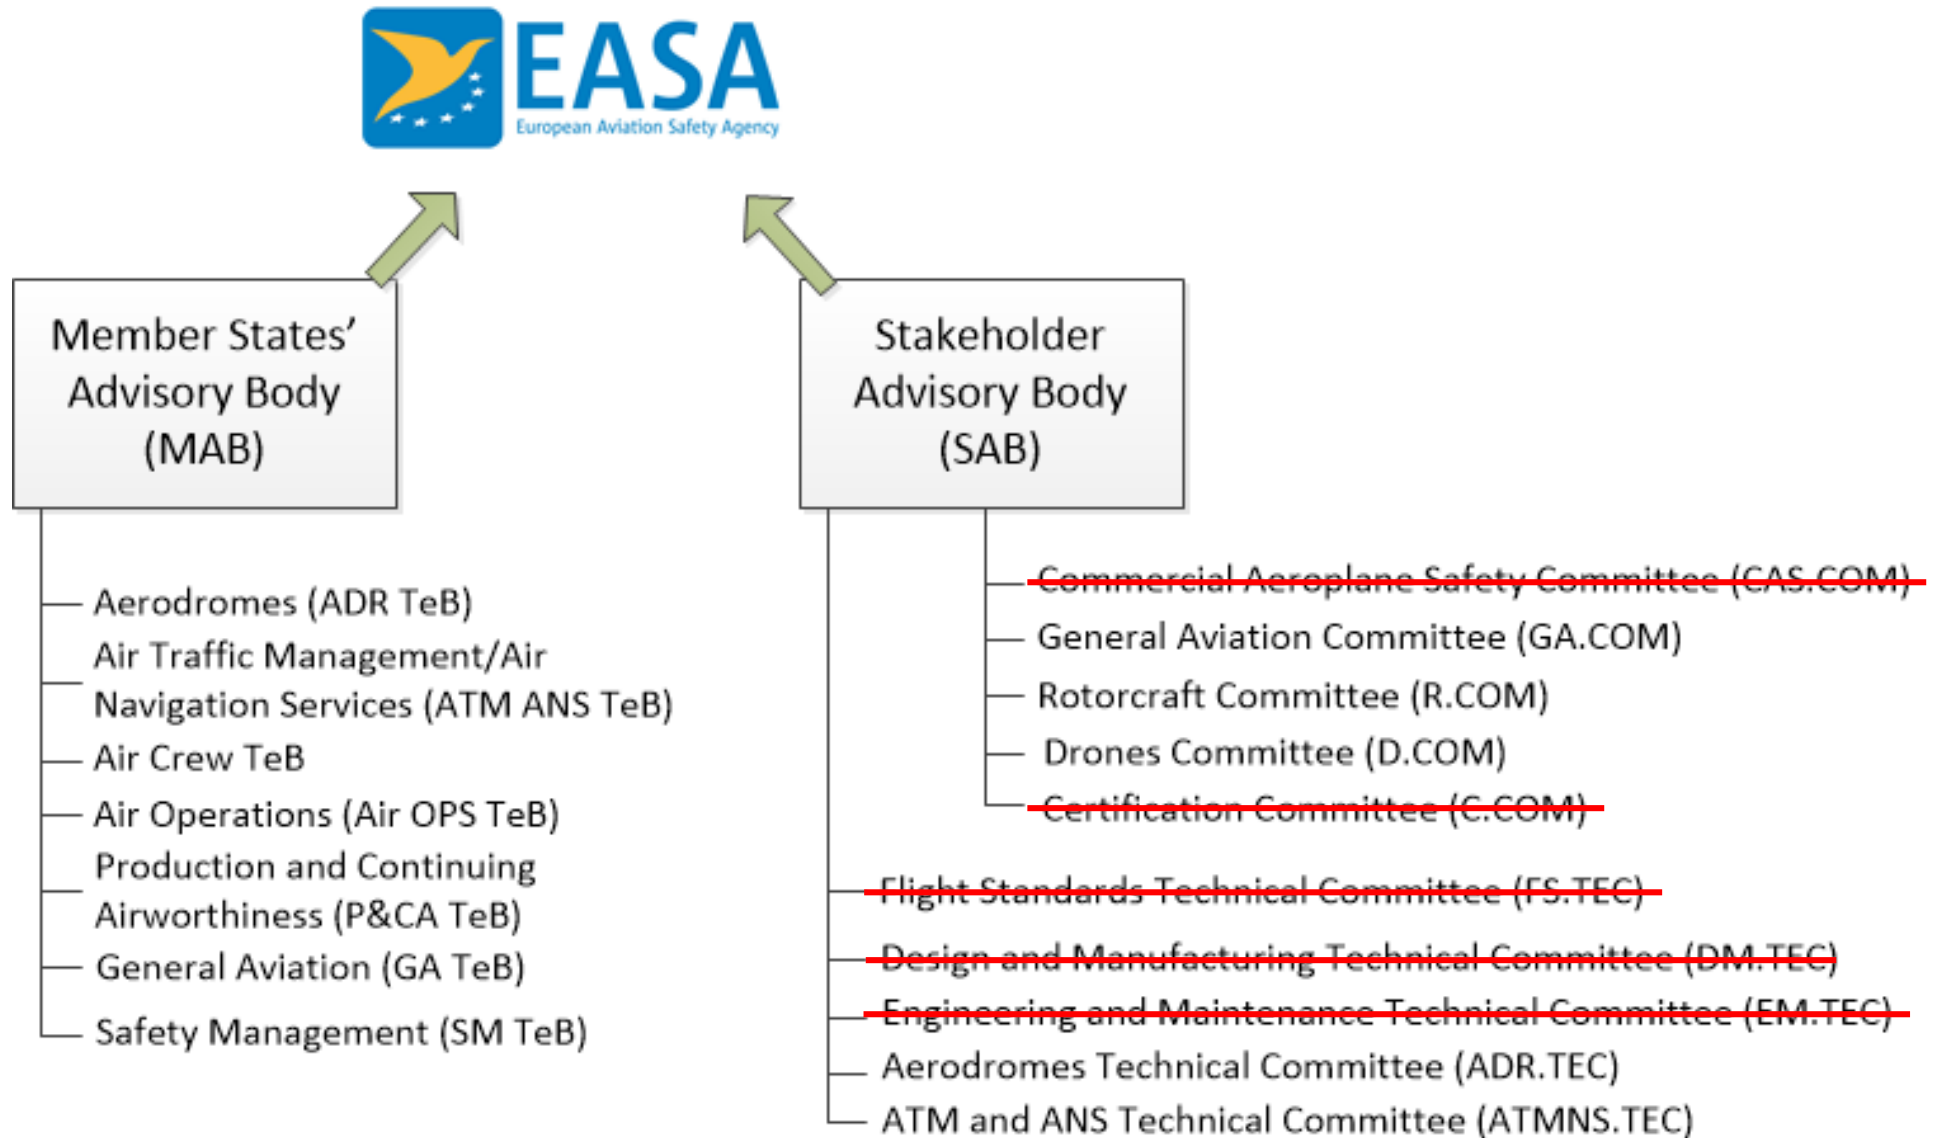 EASA
European Aviation Safety Agency
Member States’
Advisory Body
(MAB)
Aerodromes (ADR TeB)
Air Traffic Management/Air
Navigation Services (ATM ANS TeB)
Air Crew TeB
Air Operations (Air OPS TeB)
Production and Continuing
Airworthiness (P&CA TeB)
General Aviation (GA TeB)
Safety Management (SM TeB)
Stakeholder
Advisory Body
(SAB)
Commercial Aeroplane Safety Committee (CAS.COM)
General Aviation Committee (GA.COM)
Rotorcraft Committee (R.COM)
Drones Committee (D.COM)
Certification Committee (C.COM)
Flight Standards Technical Committee (FS.TEC)
Design and Manufacturing Technical Committee (DM.TEC)
Engineering and Maintenance Technical Committee (EM.TEC)
Aerodromes Technical Committee (ADR.TEC)
ATM and ANS Technical Committee (ATMNS.TEC)